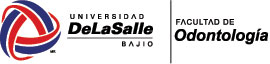 UNIVERSIDAD
DeLaSalle
BAJIO
FACULTAD DE
Odontología